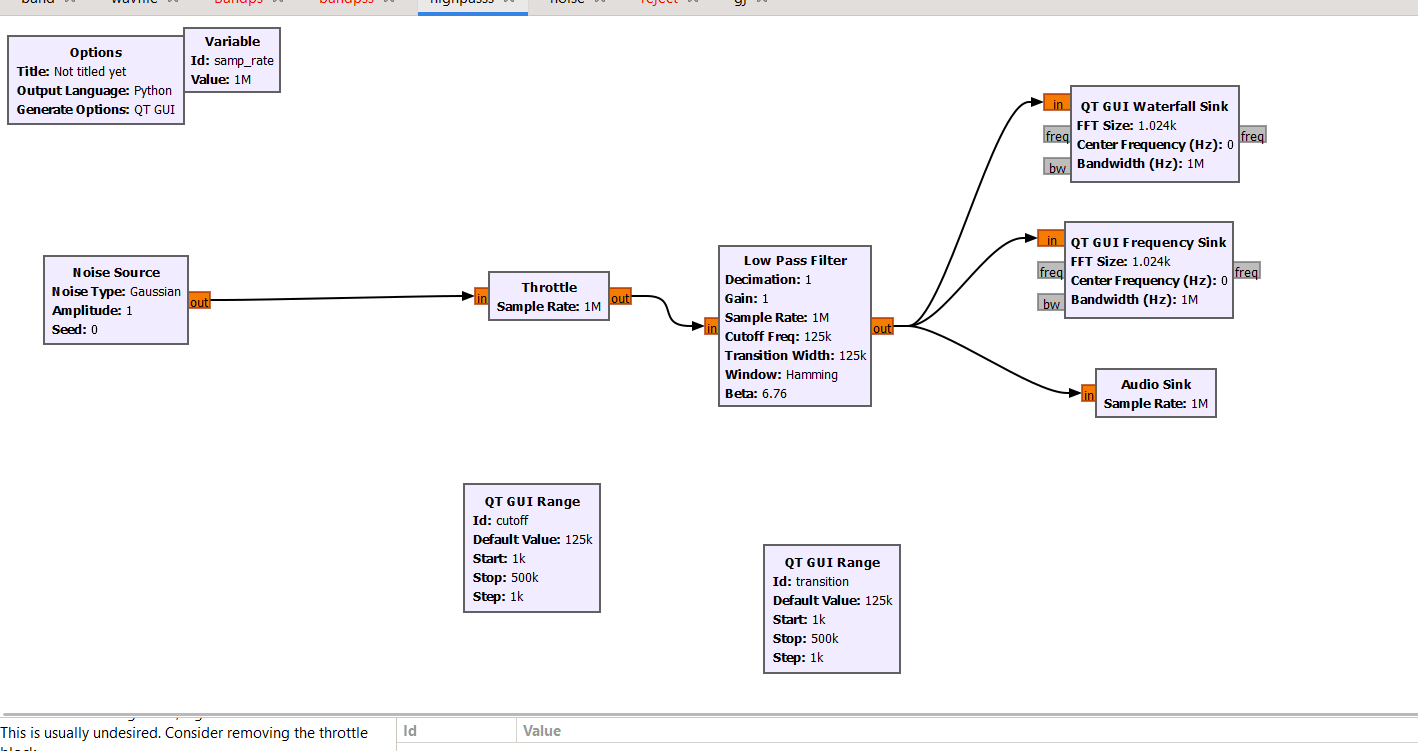 Options
Title: Not titled yet
Output Language: Python
Generate Options: QT GUI
Variable
Id: samp_rate
Value: 1M
Noise Source
Noise Type: Gaussian
Amplitude: 1
Seed: 0
out
in
Throttle
Sample Rate: 1M
out
in
Low Pass Filter
Decimation: 1
Gain: 1
Sample Rate: 1M
Cutoff Freq: 125k
Transition Width: 125k
Window: Hamming
Beta: 6.76
out
in
freq
bw
QT GUI Waterfall Sink
FFT Size: 1.024k
Center Frequency (Hz): 0
Bandwidth (Hz): 1M
freq
in
freq
bw
QT GUI Frequency Sink
FFT Size: 1.024k
Center Frequency (Hz): 0
Bandwidth (Hz): 1M
freq
in
Audio Sink
Sample Rate: 1M
QT GUI Range
Id: cutoff
Default Value: 125k
Start: 1k
Stop: 500k
Step: 1k
QT GUI Range
Id: transition
Default Value: 125k
Start: 1k
Stop: 500k
Step: 1k
This is usually undesired. Consider removing the throttle
Id
Value